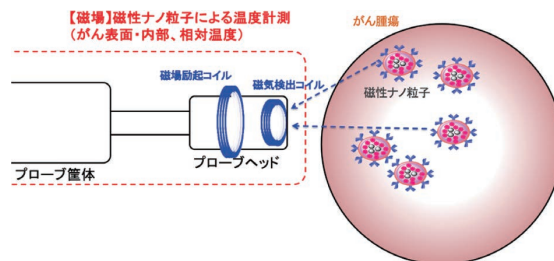 【磁場】磁性ナノ粒子による温度計測
（がん表面・内部、相対温度）
がん腫瘍
磁場励起コイル
磁気検出コイル
磁性ナノ粒子
プローブヘッド
プローブ筐体